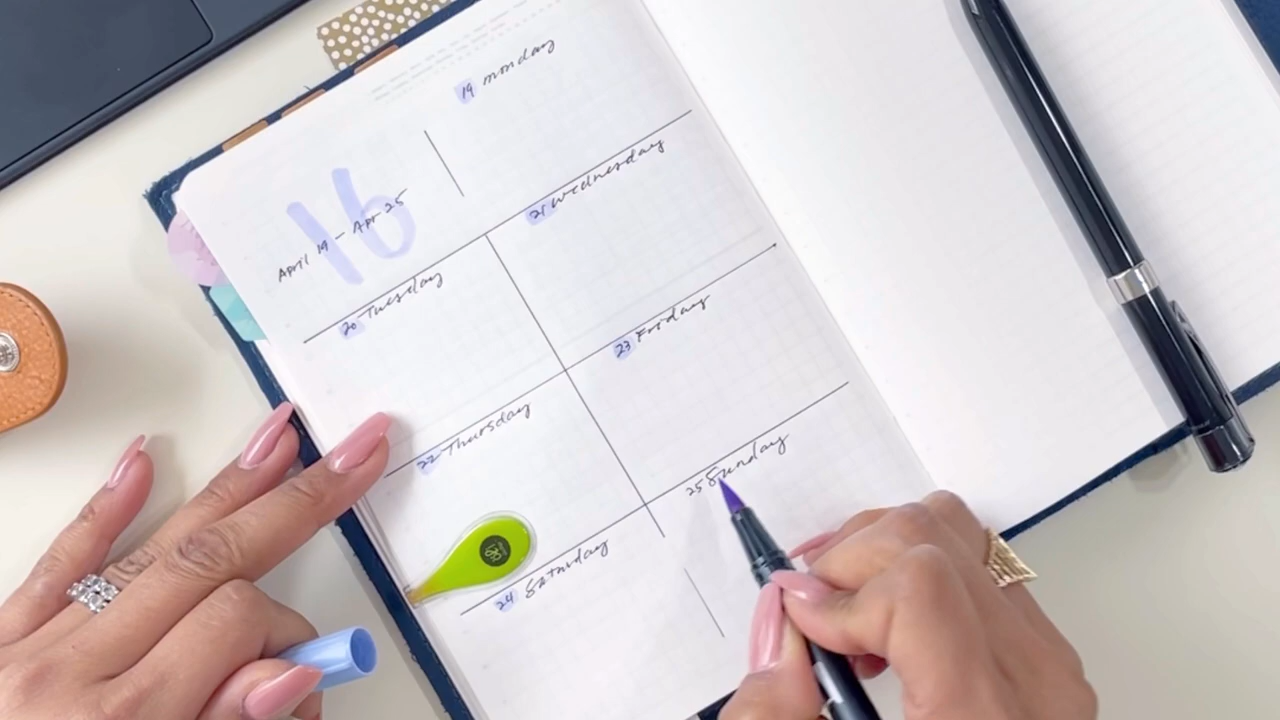 19 monday
16
April 19 - Apr 25
20 Tuesday
21 Wednesday
22 Thursday
23 Friday
24 Saturday
25 Sunday